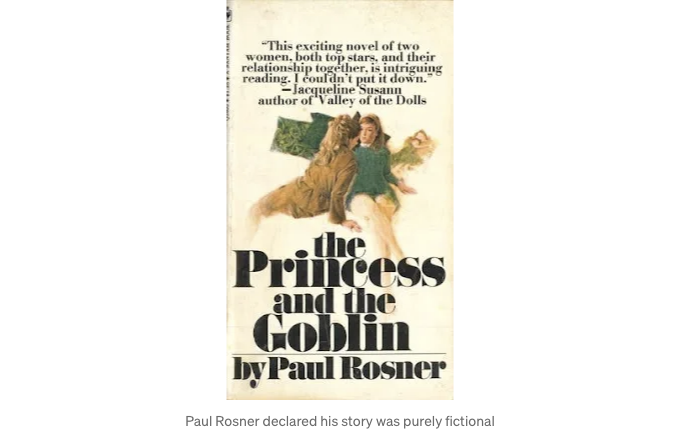 “This exciting novel of two
women, both top stars, and their
relationship together, is intriguing
reading. I couldn’t put it down.”
—Jacqueline Susann
author of Valley of the Dolls
the
Princess
and the
Goblin
by Paul Rosner
Paul Rosner declared his story was purely fictional